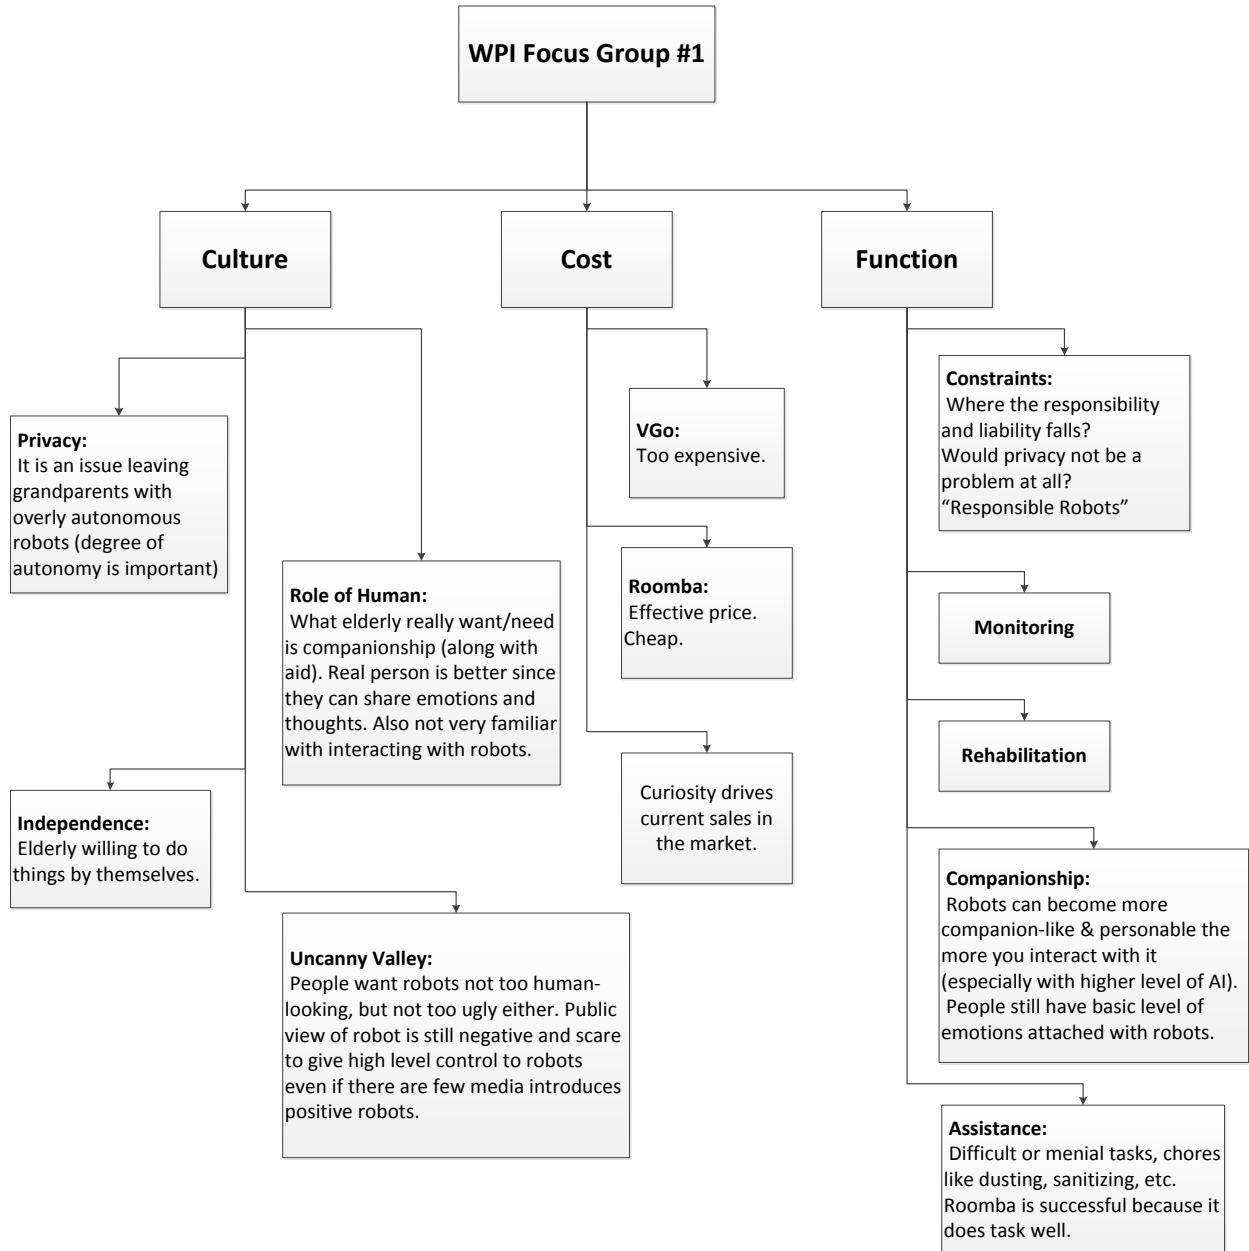 WPI Focus Group #1
Culture
Cost
Function
Privacy:
It is an issue leaving
grandparents with
overly autonomous
robots (degree of
autonomy is important)
Role of Human:
What elderly really want/need
is companionship (along with
aid). Real person is better since
they can share emotions and
thoughts. Also not very familiar
with interacting with robots.
Independence:
Elderly willing to do
things by themselves.
Uncanny Valley:
People want robots not too human-
looking, but not too ugly either. Public
view of robot is still negative and scare
to give high level control to robots
even if there are few media introduces
positive robots.
VGo:
Too expensive.
Roomba:
Effective price.
Cheap.
Curiosity drives
current sales in
the market.
Constraints:
Where the responsibility
and liability falls?
Would privacy not be a
problem at all?
“Responsible Robots”
Monitoring
Rehabilitation
Companionship:
Robots can become more
companion-like & personable the
more you interact with it
(especially with higher level of AI).
People still have basic level of
emotions attached with robots.
Assistance:
Difficult or menial tasks, chores
like dusting, sanitizing, etc.
Roomba is successful because it
does task well.